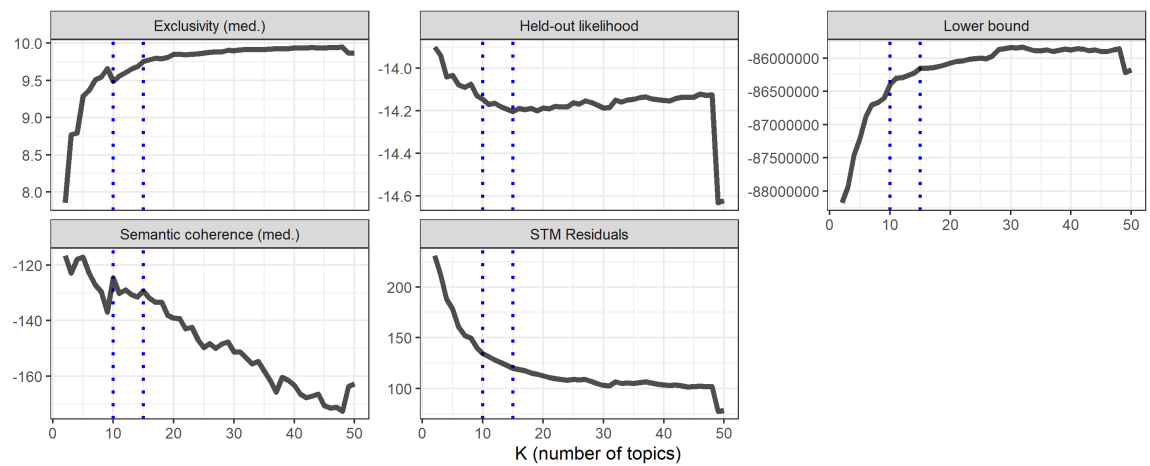 Exclusivity (med.)
10.0
9.5
9.0
8.5
8.0
Held-out likelihood
-14.0
-14.2
-14.4
-14.6
Lower bound
-86000000
-86500000
-87000000
-87500000
-88000000
0 10 20 30 40 50
Semantic coherence (med.)
-120
-140
-160
0 10 20 30 40 50
STM Residuals
200
150
100
0 10 20 30 40 50
K (number of topics)